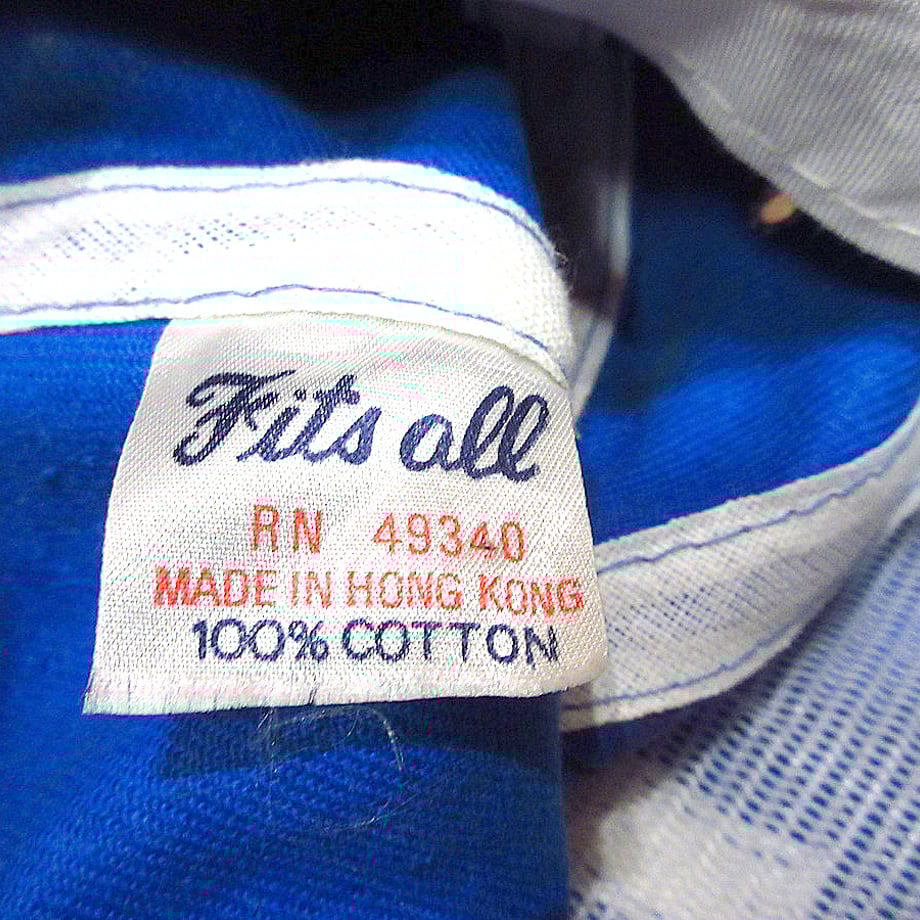 Fits all
RN 49340
MADE IN HONG KONG
100% COTTON